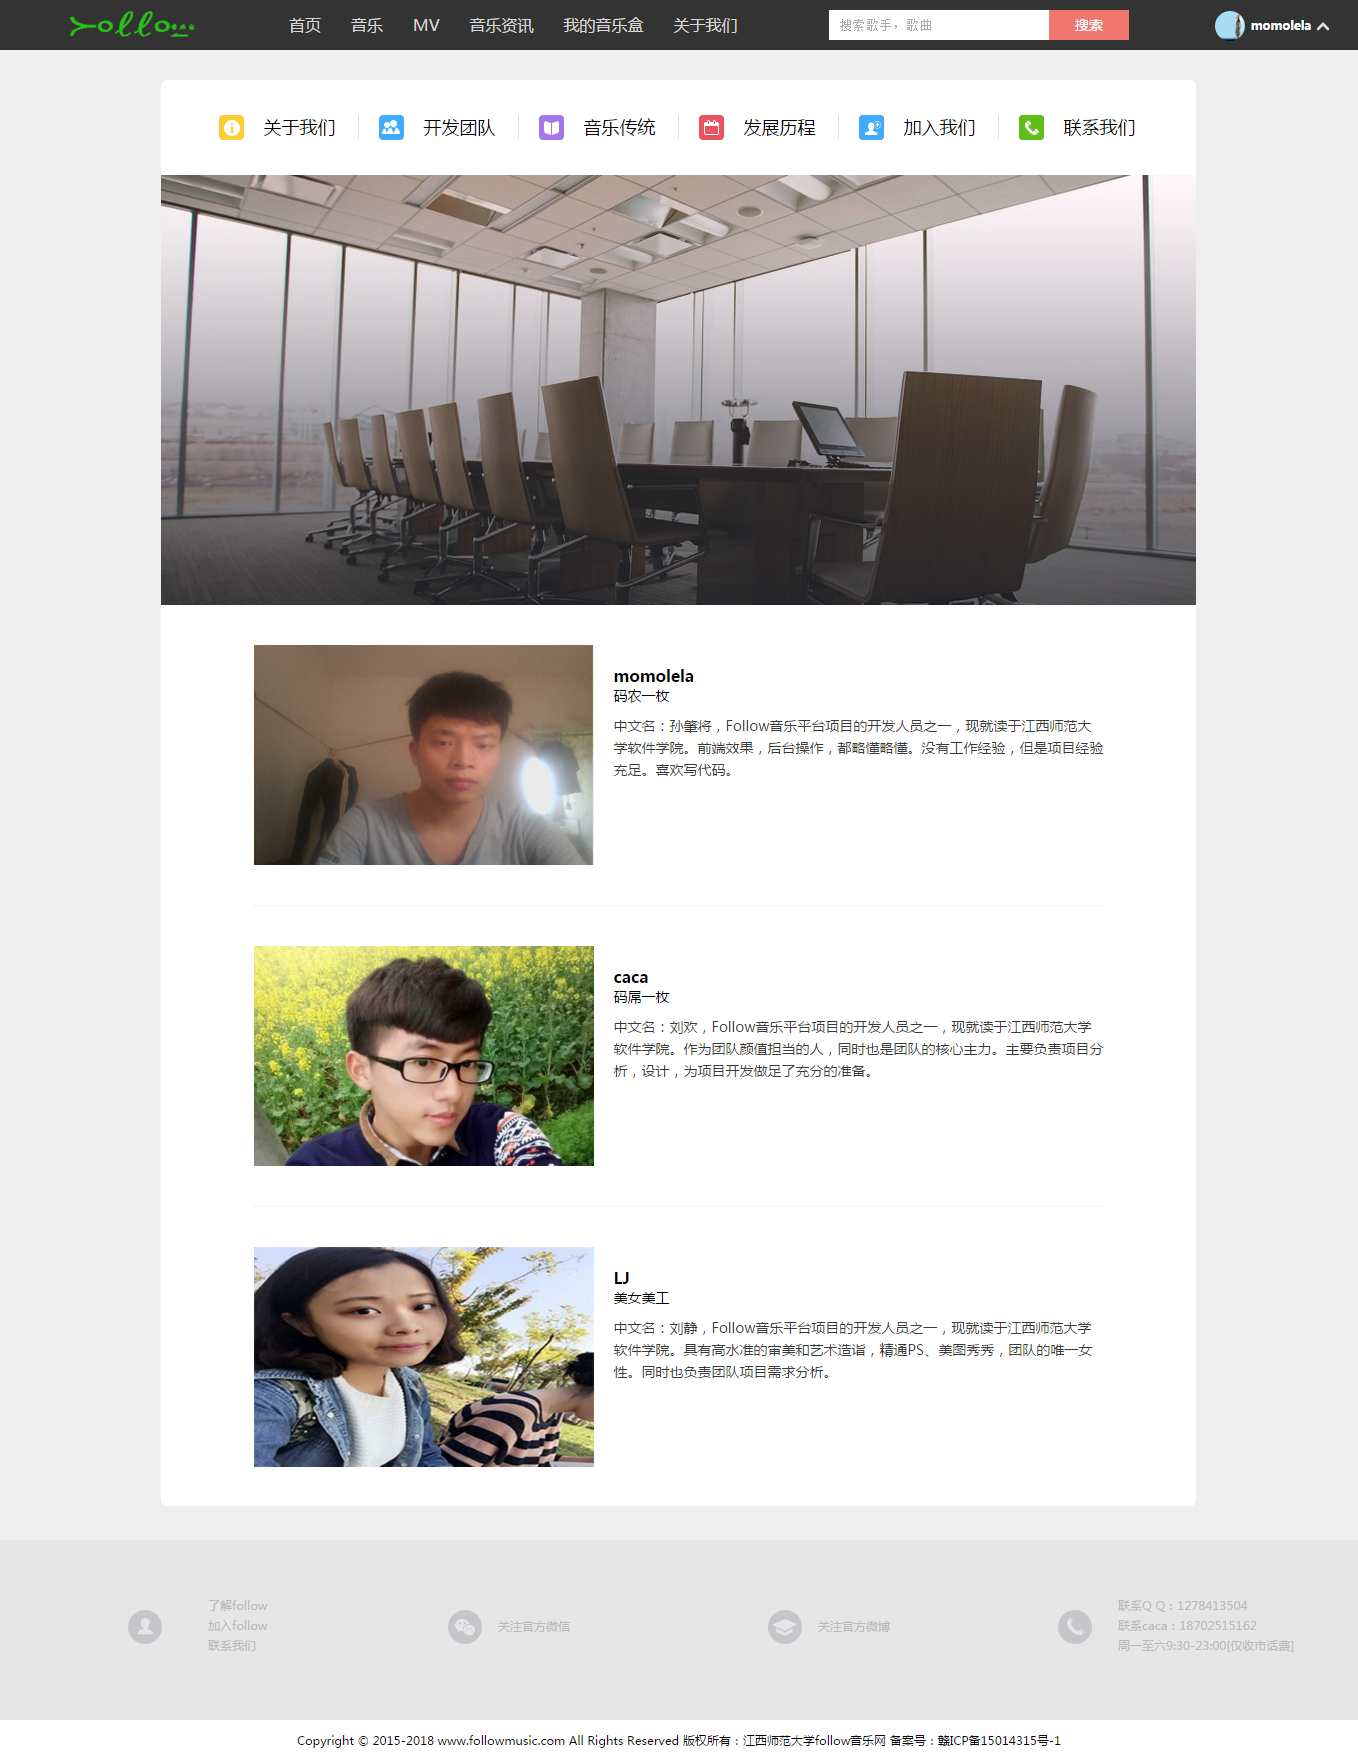 follow
首页 音乐 MV 音乐资讯 我的音乐盒 关于我们 搜索歌手，歌曲 搜索 momolela
关于我们 开发团队 音乐传统 发展历程 加入我们 联系我们
momolela
码农一枚
中文名：孙肇将，Follow音乐平台项目的开发人员之一，现就读于江西师范大
学软件学院。前端效果，后台操作，都略懂略懂。没有工作经验，但是项目经验
充足。喜欢写代码。
caca
码屌一枚
中文名：刘欢，Follow音乐平台项目的开发人员之一，现就读于江西师范大学
软件学院。作为团队颜值担当的人，同时也是团队的核心主力。主要负责项目分
析，设计，为项目开发做足了充分的准备。
LJ
美女美工
中文名：刘静，Follow音乐平台项目的开发人员之一，现就读于江西师范大学
软件学院。具有高水准的审美和艺术造诣，精通PS、美图秀秀，团队的唯一女
性。同时也负责团队项目需求分析。
了解follow
加入follow
联系我们
关注官方微信
关注官方微博
联系Q Q：1278413504
联系caca：18702515162
周一至六9:30-23:00[仅收市话费]
Copyright © 2015-2018 www.followmusic.com All Rights Reserved 版权所有：江西师范大学follow音乐网 备案号：赣ICP备15014315号-1